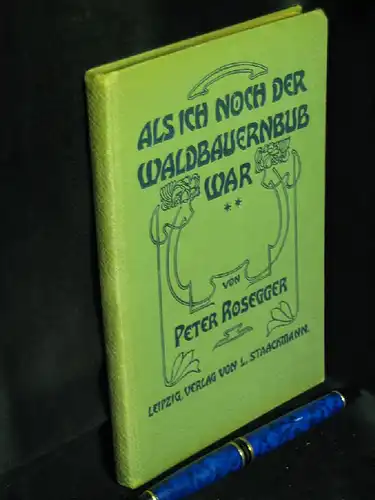 ALS ICH NOCH DER
WALDBAUERNBUB
WAR
**
VON
PETER ROSEGGER
LEIPZIG, VERLAG VON L. STAACKMANN.